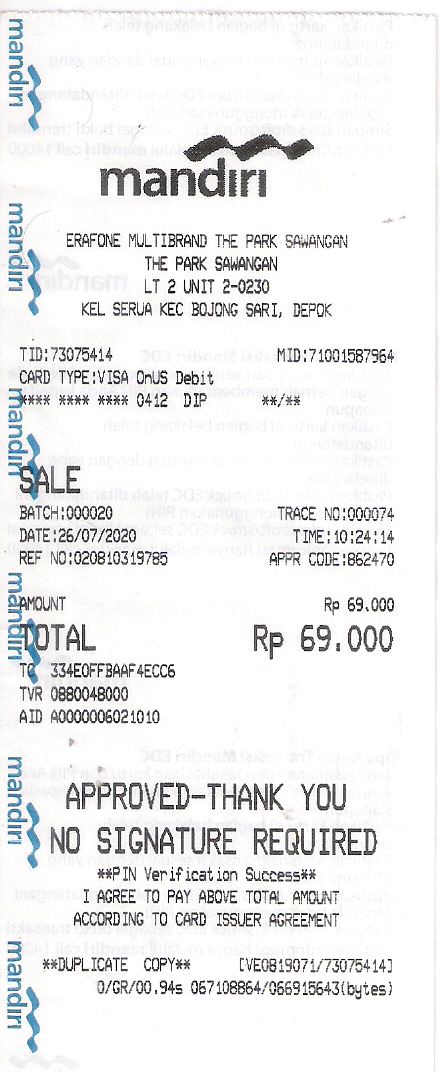 mandiri
ERAFONE MULTIBRAND THE PARK SAWANGAN
THE PARK SAWANGAN
LT 2 UNIT 2-0230
KEL SERUA KEC BOJONG SARI, DEPOK
TID:73075414 MID:71001587964
CARD TYPE:VISA OnUS Debit
**** **** **** 0412 DIP **/**
SALE
BATCH:000020 TRACE NO:000074
DATE:26/07/2020 TIME:10:24:14
REF NO:020810319785 APPR CODE:862470
AMOUNT Rp 69.000
TOTAL Rp 69.000
TC 334E0FFBAAF4ECC6
TVR 0880048000
AID A0000006021010
APPROVED-THANK YOU
NO SIGNATURE REQUIRED
**PIN Verification Success**
I AGREE TO PAY ABOVE TOTAL AMOUNT
ACCORDING TO CARD ISSUER AGREEMENT
**DUPLICATE COPY** [VE0819071/73075414]
0/GR/00.94s 067108864/066915643(bytes)
mandiri
mandiri
mandiri
mandiri
mandiri
mandiri